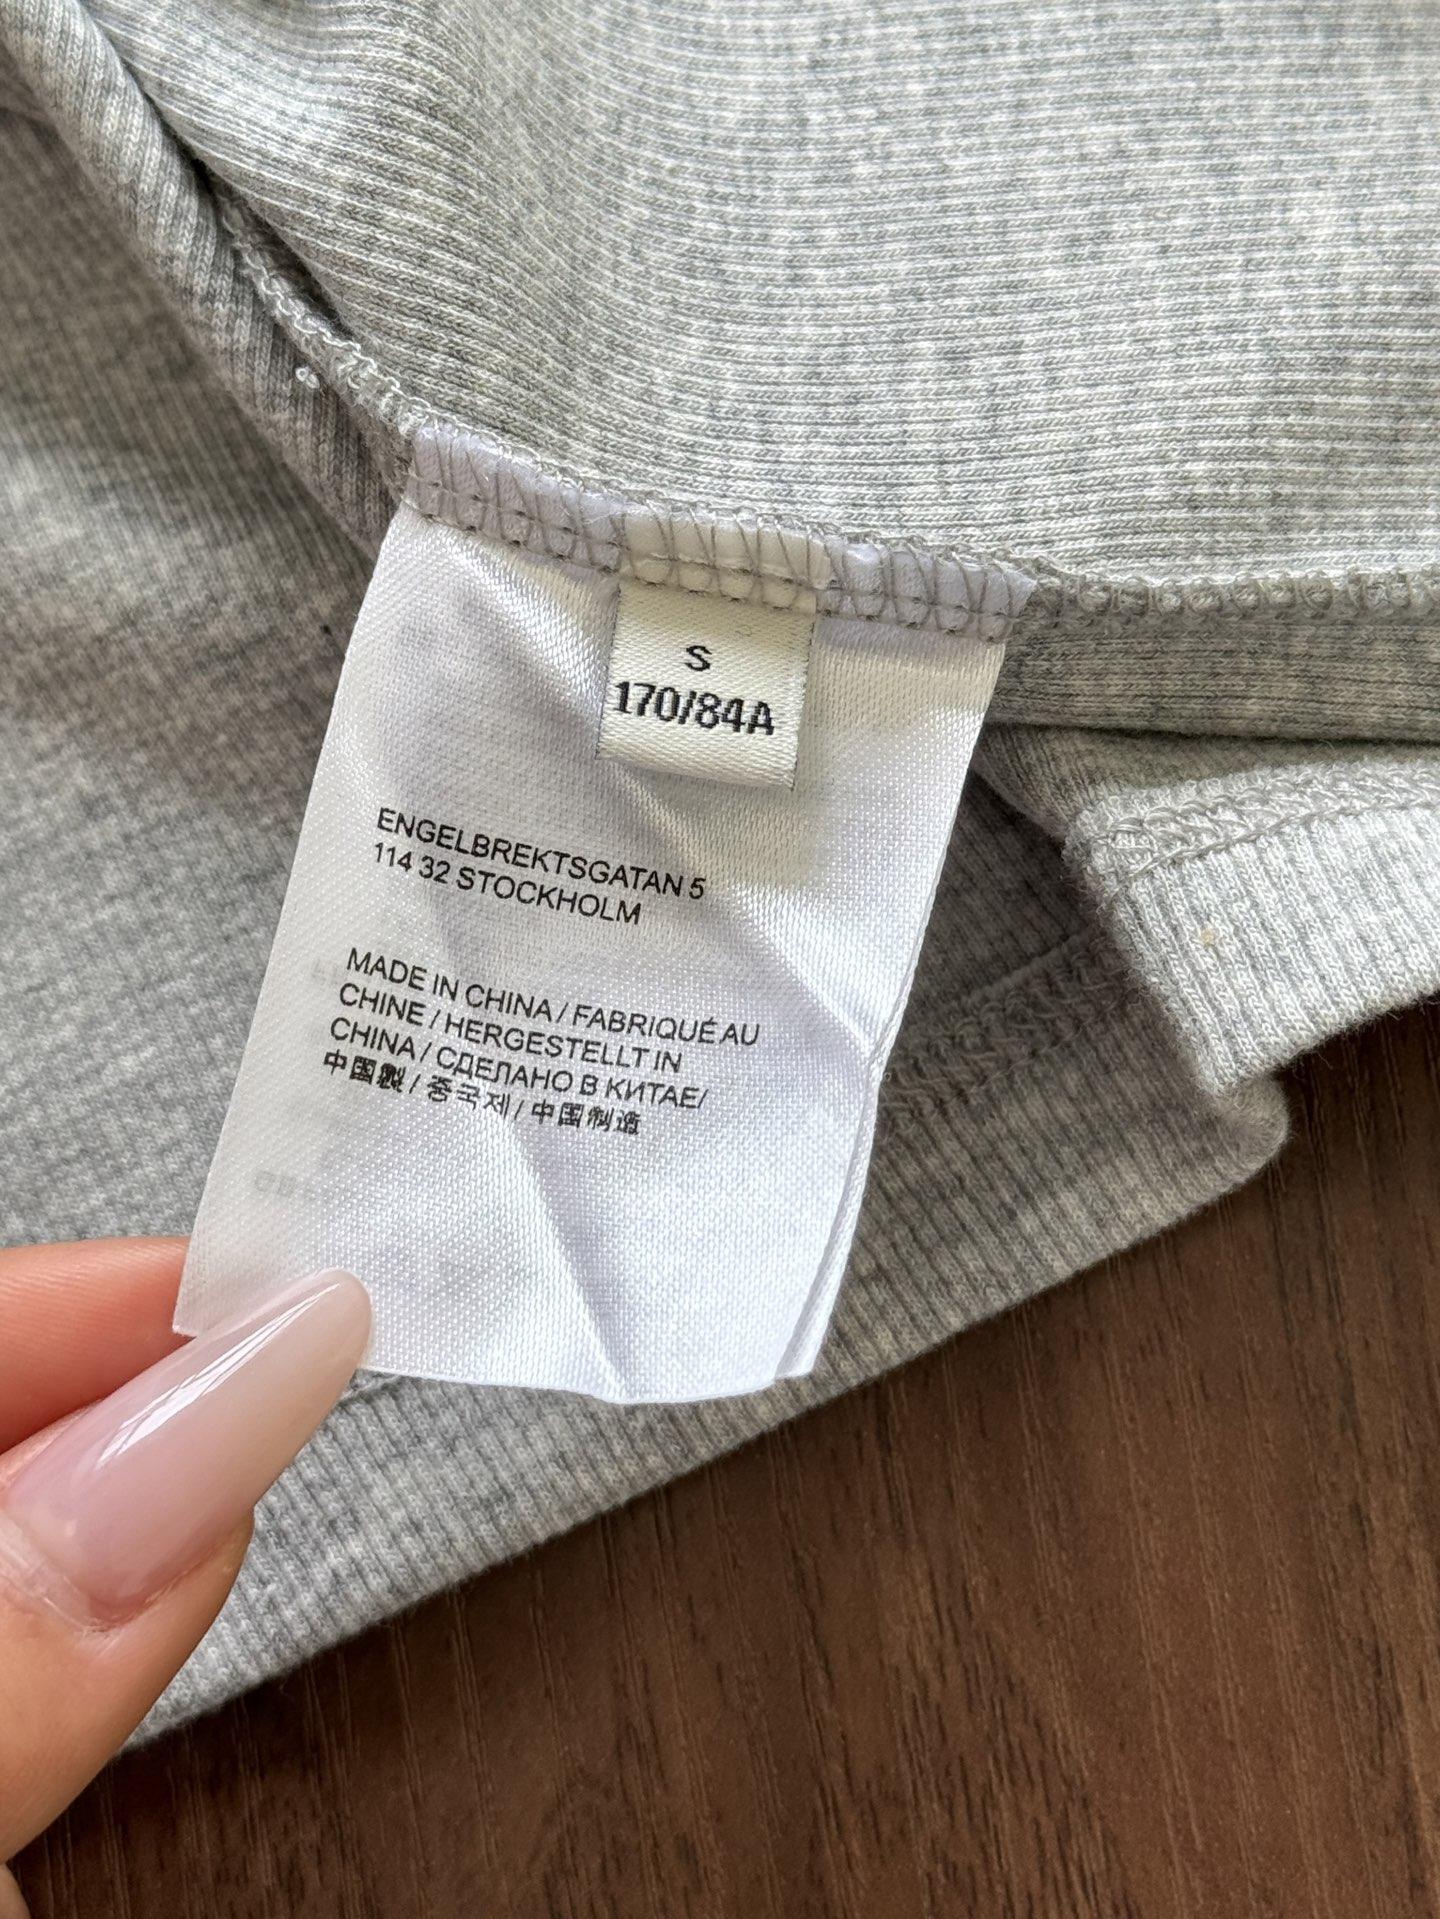 S
170/84A
ENGELBREKTSGATAN 5
114 32 STOCKHOLM
MADE IN CHINA / FABRIQUÉ AU
CHINE / HERGESTELLT IN
CHINA / СДЕЛАНО В КИТАЕ/
中国製 / 중국제 / 中国制造